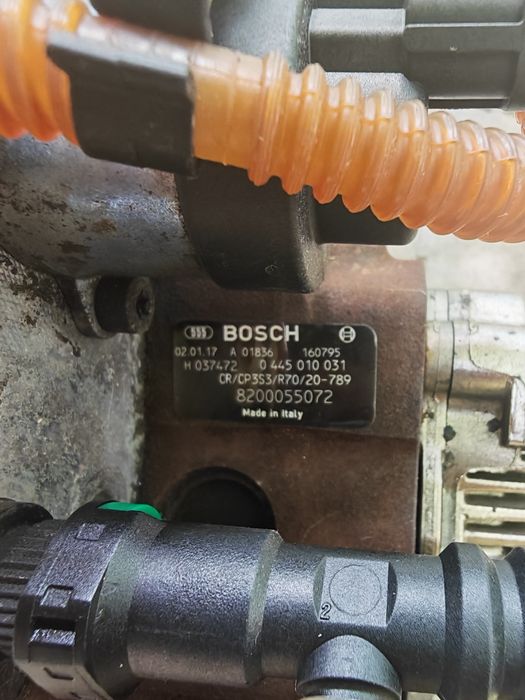 BOSCH
02.01.17 A 01836 160795
H 037472 0 445 010 031
CR/CP3S3/R70/20-789
8200055072
Made in Italy
2